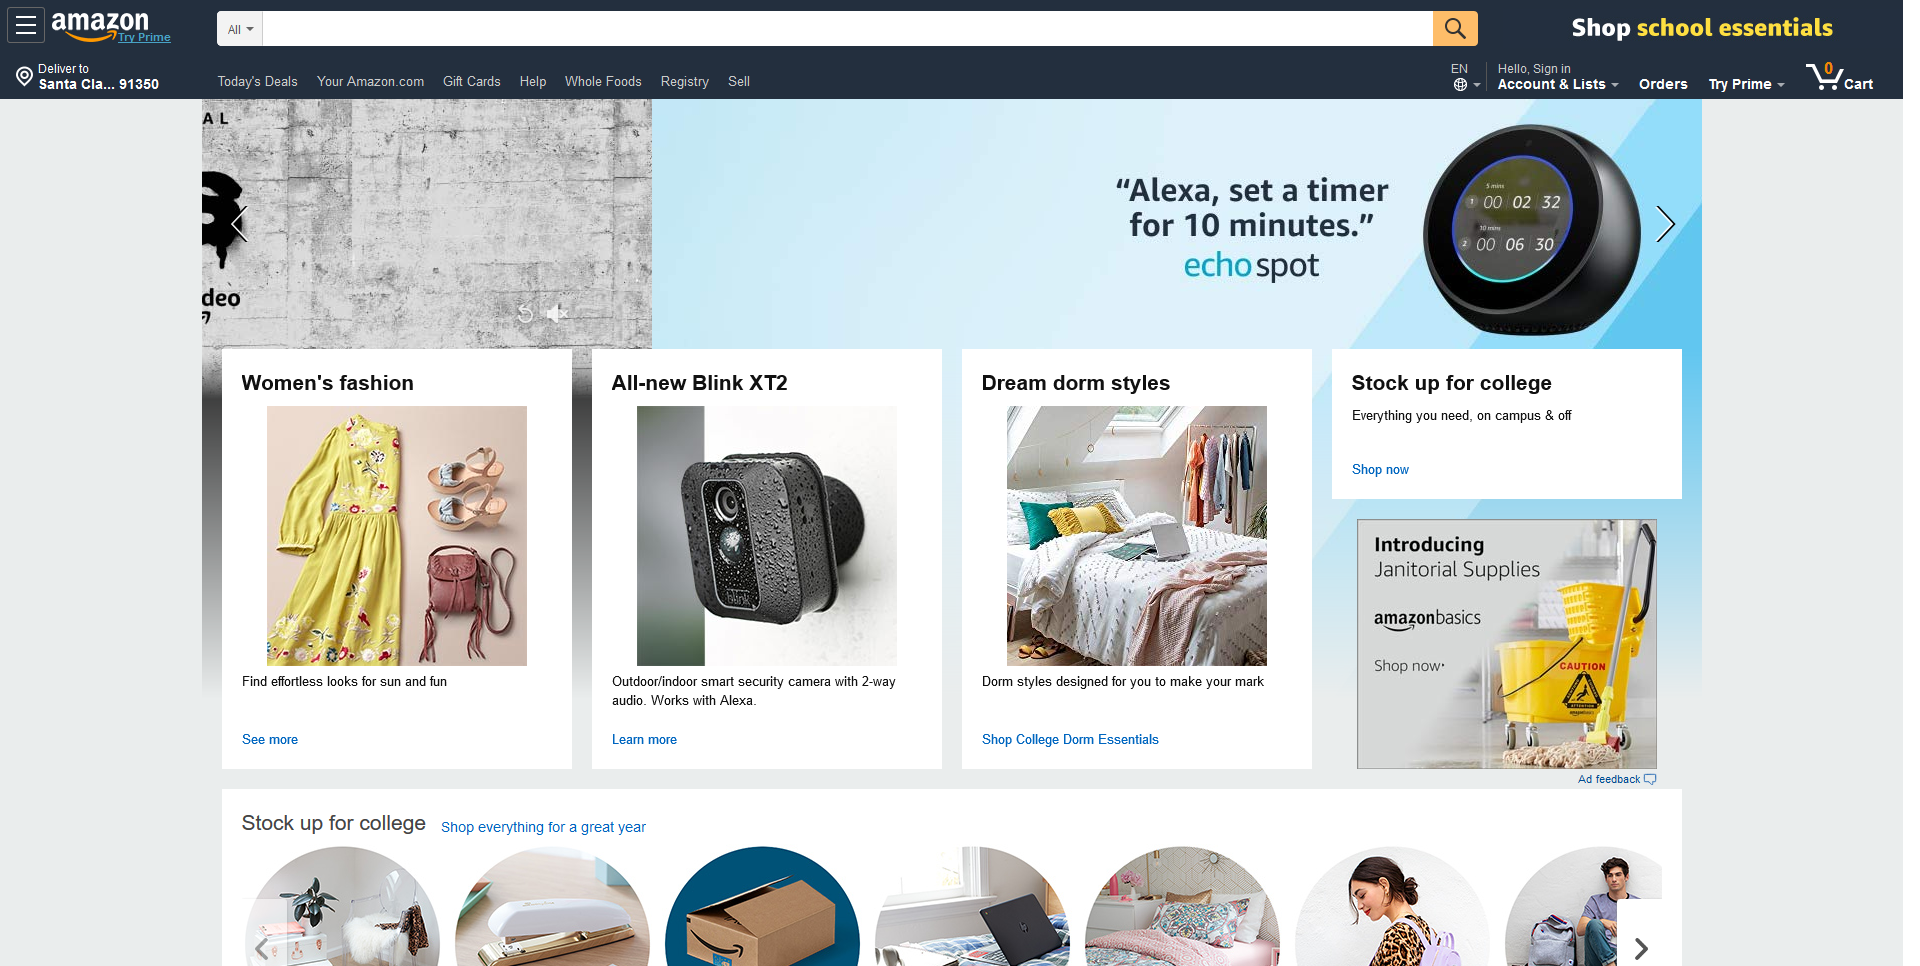 amazon
Try Prime
All
Shop school essentials
Deliver to
Santa Cla... 91350
Today's Deals
Your Amazon.com
Gift Cards
Help
Whole Foods
Registry
Sell
EN
Hello, Sign in
Account & Lists
Orders
Try Prime
0
Cart
AL
deo
“Alexa, set a timer
for 10 minutes.”
echo spot
5 mins
1 00 02 32
10 mins
2 00 06 30
Women's fashion
Find effortless looks for sun and fun
See more
All-new Blink XT2
blink
Outdoor/indoor smart security camera with 2-way
audio. Works with Alexa.
Learn more
Dream dorm styles
Dorm styles designed for you to make your mark
Shop College Dorm Essentials
Stock up for college
Everything you need, on campus & off
Shop now
Introducing
Janitorial Supplies
amazonbasics
Shop now
CAUTION
ATTENTION
amazonbasics
Ad feedback
Stock up for college
Shop everything for a great year